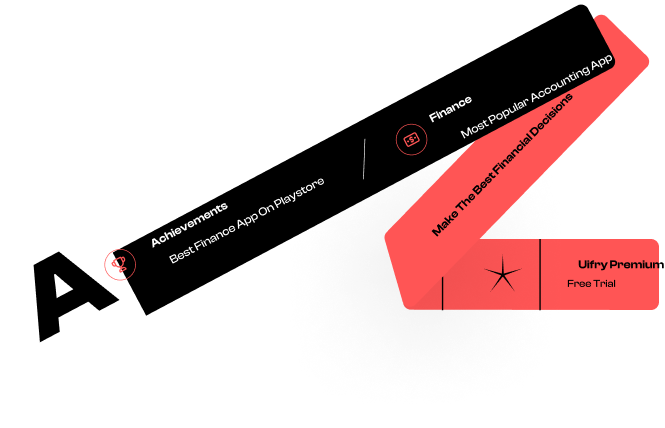 A
Achievements
Best Finance App On Playstore
Finance
Most Popular Accounting App
Make The Best Financial Decisions
Uifry Premium
Free Trial